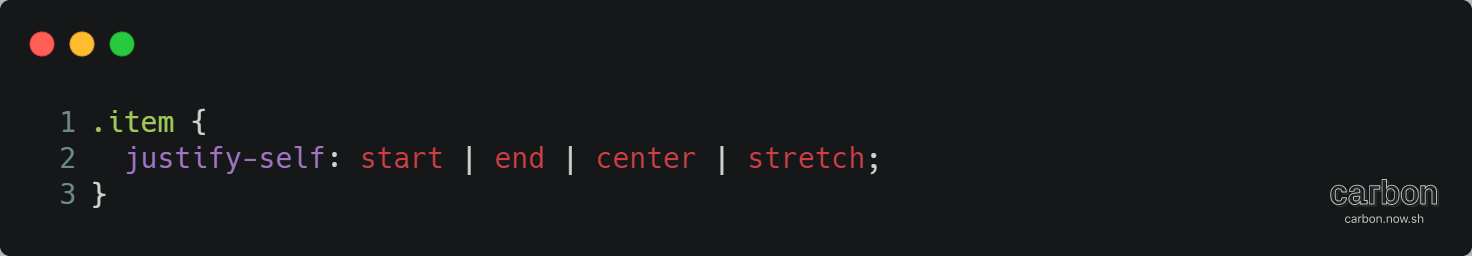 1 .item {
2   justify-self: start | end | center | stretch;
3 }
carbon
carbon.now.sh